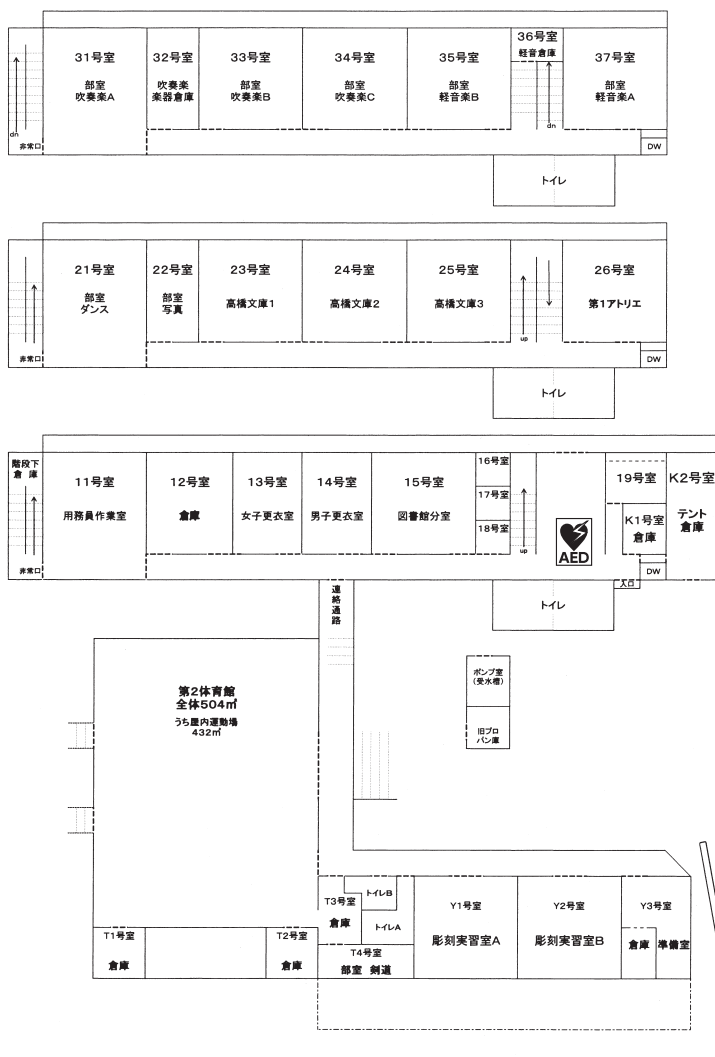 31号室
部室
吹奏楽A
32号室
吹奏楽
楽器倉庫
33号室
部室
吹奏楽B
34号室
部室
吹奏楽C
35号室
部室
軽音楽B
36号室
軽音倉庫
37号室
部室
軽音楽A
dn
dn
非常口
DW
トイレ
21号室
部室
ダンス
22号室
部室
写真
23号室
高橋文庫1
24号室
高橋文庫2
25号室
高橋文庫3
26号室
第1アトリエ
up
非常口
DW
トイレ
階段下
倉庫
11号室
用務員作業室
12号室
倉庫
13号室
女子更衣室
14号室
男子更衣室
15号室
図書館分室
16号室
17号室
18号室
up
AED
19号室
K1号室
倉庫
K2号室
テント
倉庫
非常口
DW
入口
トイレ
連絡通路
ポンプ室
(受水槽)
旧プロ
パン庫
第2体育館
全体504㎡
うち屋内運動場
432㎡
T1号室
倉庫
T2号室
倉庫
T3号室
倉庫
トイレB
トイレA
T4号室
部室 剣道
Y1号室
彫刻実習室A
Y2号室
彫刻実習室B
Y3号室
倉庫
準備室